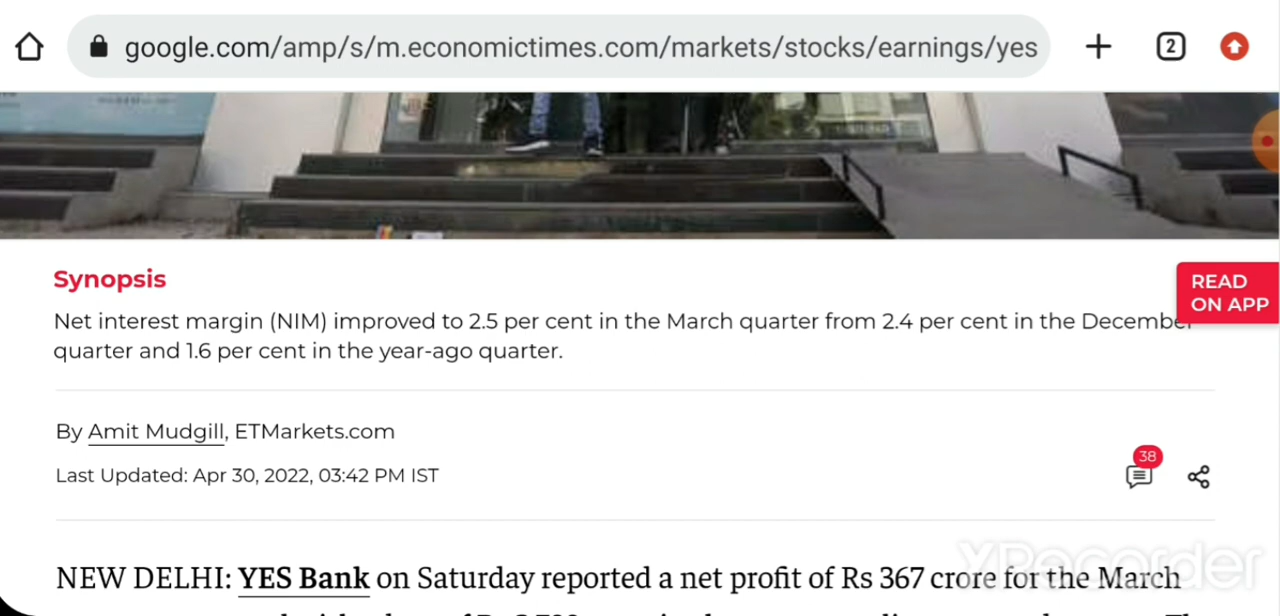 google.com/amp/s/m.economictimes.com/markets/stocks/earnings/yes
2
Synopsis
READ
ON APP
Net interest margin (NIM) improved to 2.5 per cent in the March quarter from 2.4 per cent in the December
quarter and 1.6 per cent in the year-ago quarter.
By Amit Mudgill, ETMarkets.com
38
Last Updated: Apr 30, 2022, 03:42 PM IST
XRecorder
NEW DELHI: YES Bank on Saturday reported a net profit of Rs 367 crore for the March